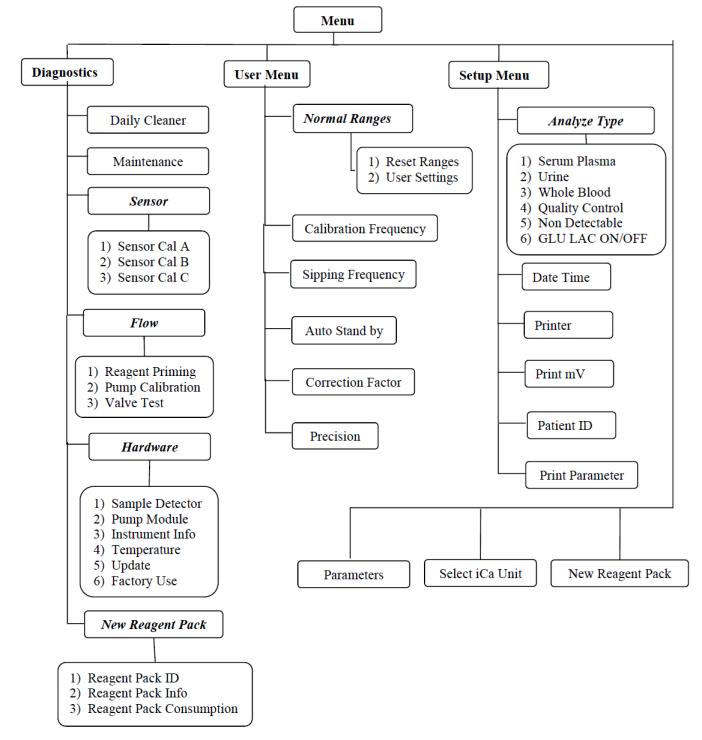 Menu
Diagnostics
Daily Cleaner
Maintenance
Sensor
1) Sensor Cal A
2) Sensor Cal B
3) Sensor Cal C
Flow
1) Reagent Priming
2) Pump Calibration
3) Valve Test
Hardware
1) Sample Detector
2) Pump Module
3) Instrument Info
4) Temperature
5) Update
6) Factory Use
New Reagent Pack
1) Reagent Pack ID
2) Reagent Pack Info
3) Reagent Pack Consumption
User Menu
Normal Ranges
1) Reset Ranges
2) User Settings
Calibration Frequency
Sipping Frequency
Auto Stand by
Correction Factor
Precision
Setup Menu
Analyze Type
1) Serum Plasma
2) Urine
3) Whole Blood
4) Quality Control
5) Non Detectable
6) GLU LAC ON/OFF
Date Time
Printer
Print mV
Patient ID
Print Parameter
Parameters
Select iCa Unit
New Reagent Pack